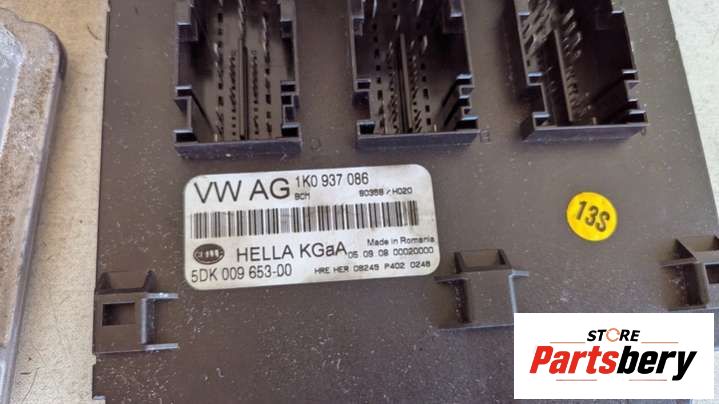 VW AG 1K0 937 086
BCM S0358 / H020
HELLA KGaA Made in Romania
05 09 08 00020000
5DK 009 653-00 HRE HER 08249 P402 0248
13S
STORE
Partsbery